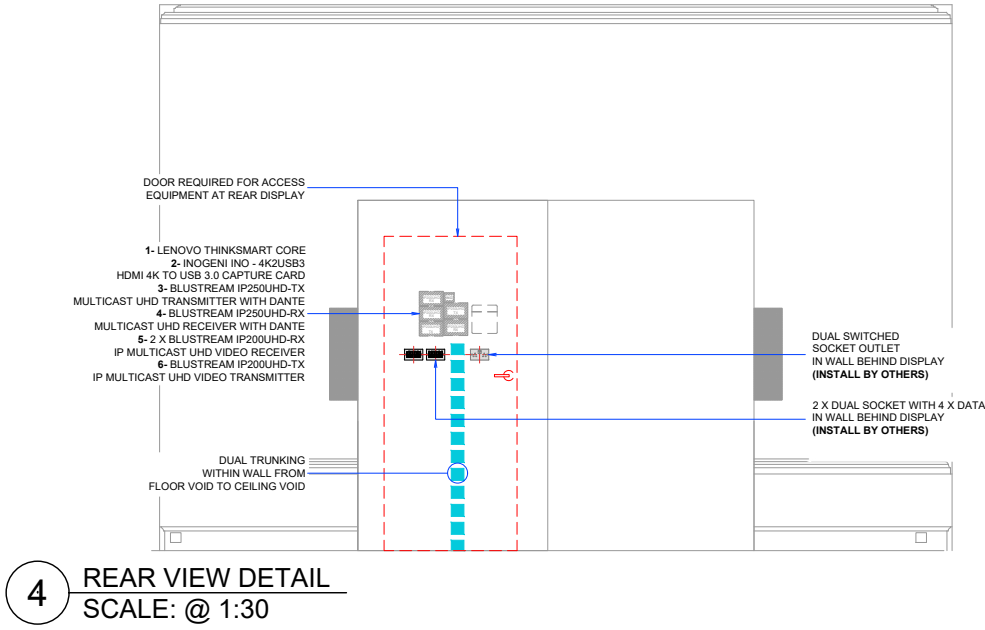 DOOR REQUIRED FOR ACCESS
EQUIPMENT AT REAR DISPLAY
1- LENOVO THINKSMART CORE
2- INOGENI INO - 4K2USB3
HDMI 4K TO USB 3.0 CAPTURE CARD
3- BLUSTREAM IP250UHD-TX
MULTICAST UHD TRANSMITTER WITH DANTE
4- BLUSTREAM IP250UHD-RX
MULTICAST UHD RECEIVER WITH DANTE
5- 2 X BLUSTREAM IP200UHD-RX
IP MULTICAST UHD VIDEO RECEIVER
6- BLUSTREAM IP200UHD-TX
IP MULTICAST UHD VIDEO TRANSMITTER
DUAL SWITCHED
SOCKET OUTLET
IN WALL BEHIND DISPLAY
(INSTALL BY OTHERS)
2 X DUAL SOCKET WITH 4 X DATA
IN WALL BEHIND DISPLAY
(INSTALL BY OTHERS)
DUAL TRUNKING
WITHIN WALL FROM
FLOOR VOID TO CEILING VOID
4
REAR VIEW DETAIL
SCALE: @ 1:30